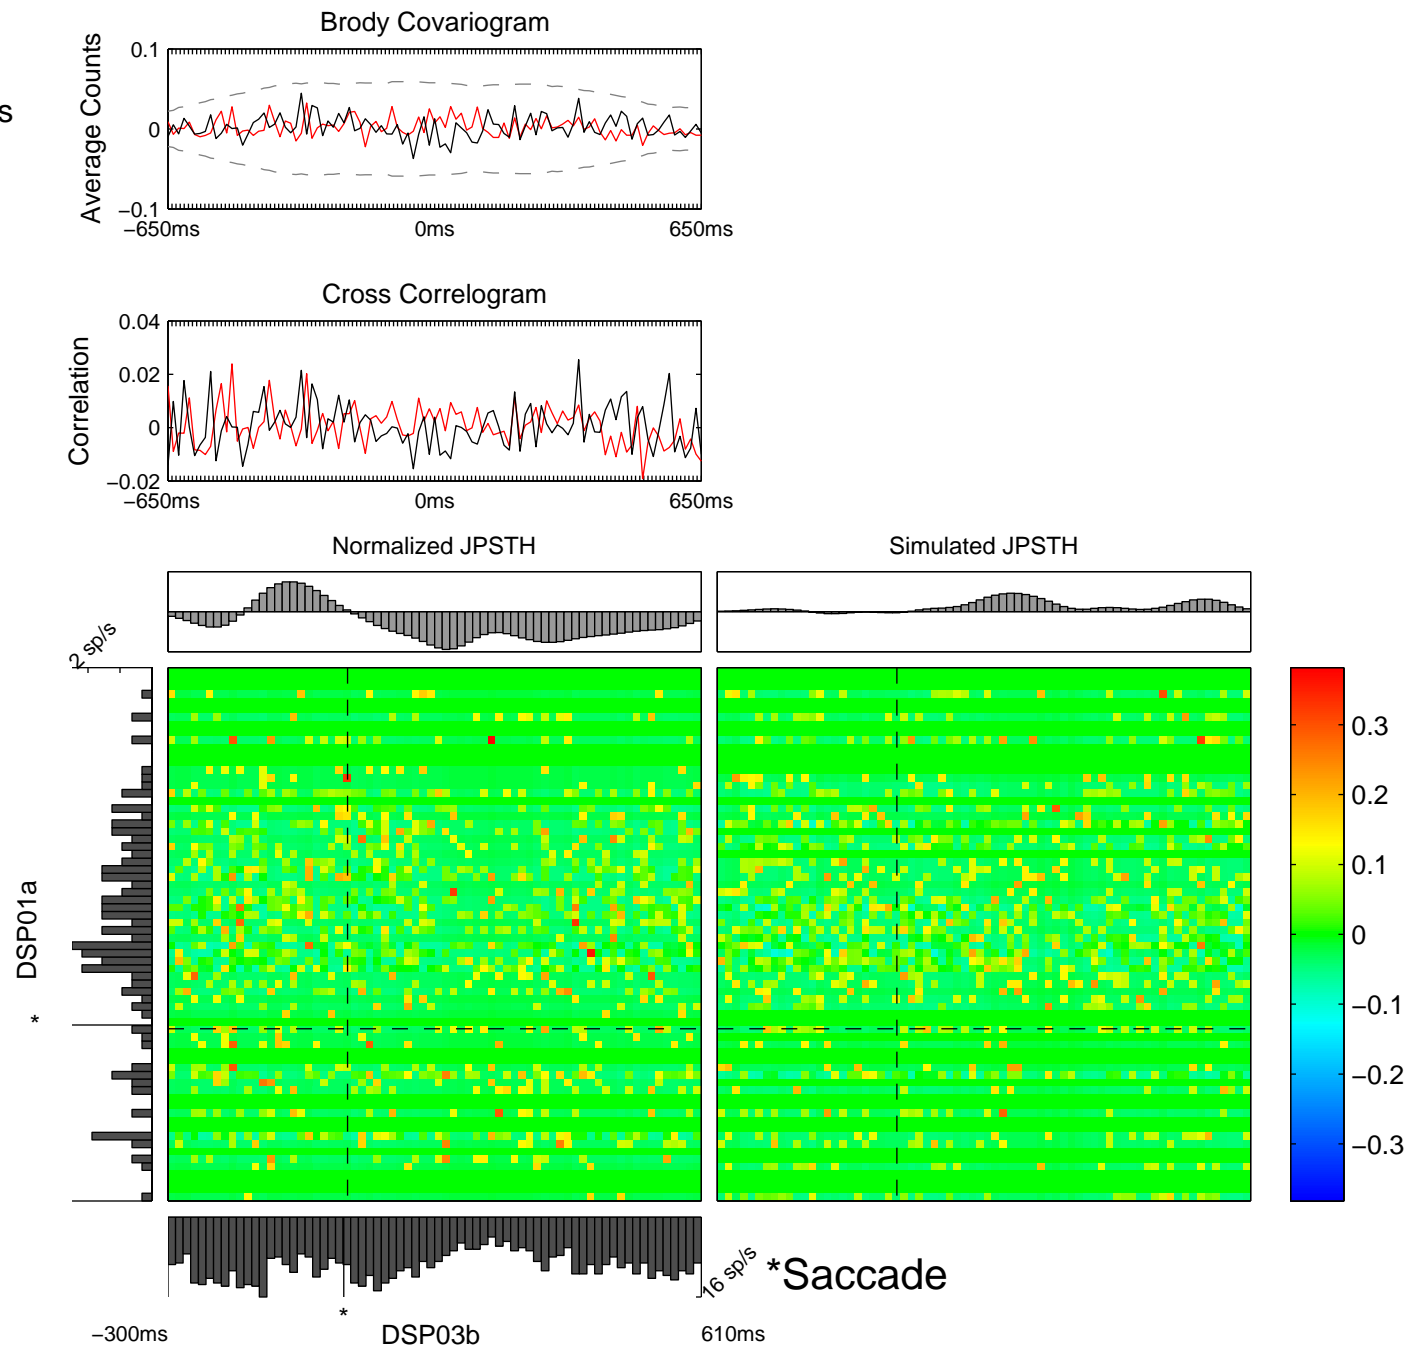 Brody Covariogram
s
Average Counts
0.1
0
−0.1
−650ms 0ms 650ms
Cross Correlogram
Correlation
0.04
0.02
0
−0.02
−650ms 0ms 650ms
Normalized JPSTH Simulated JPSTH
2 sp/s
DSP01a
*
0.3
0.2
0.1
0
−0.1
−0.2
−0.3
16 sp/s
*Saccade
*
−300ms DSP03b 610ms